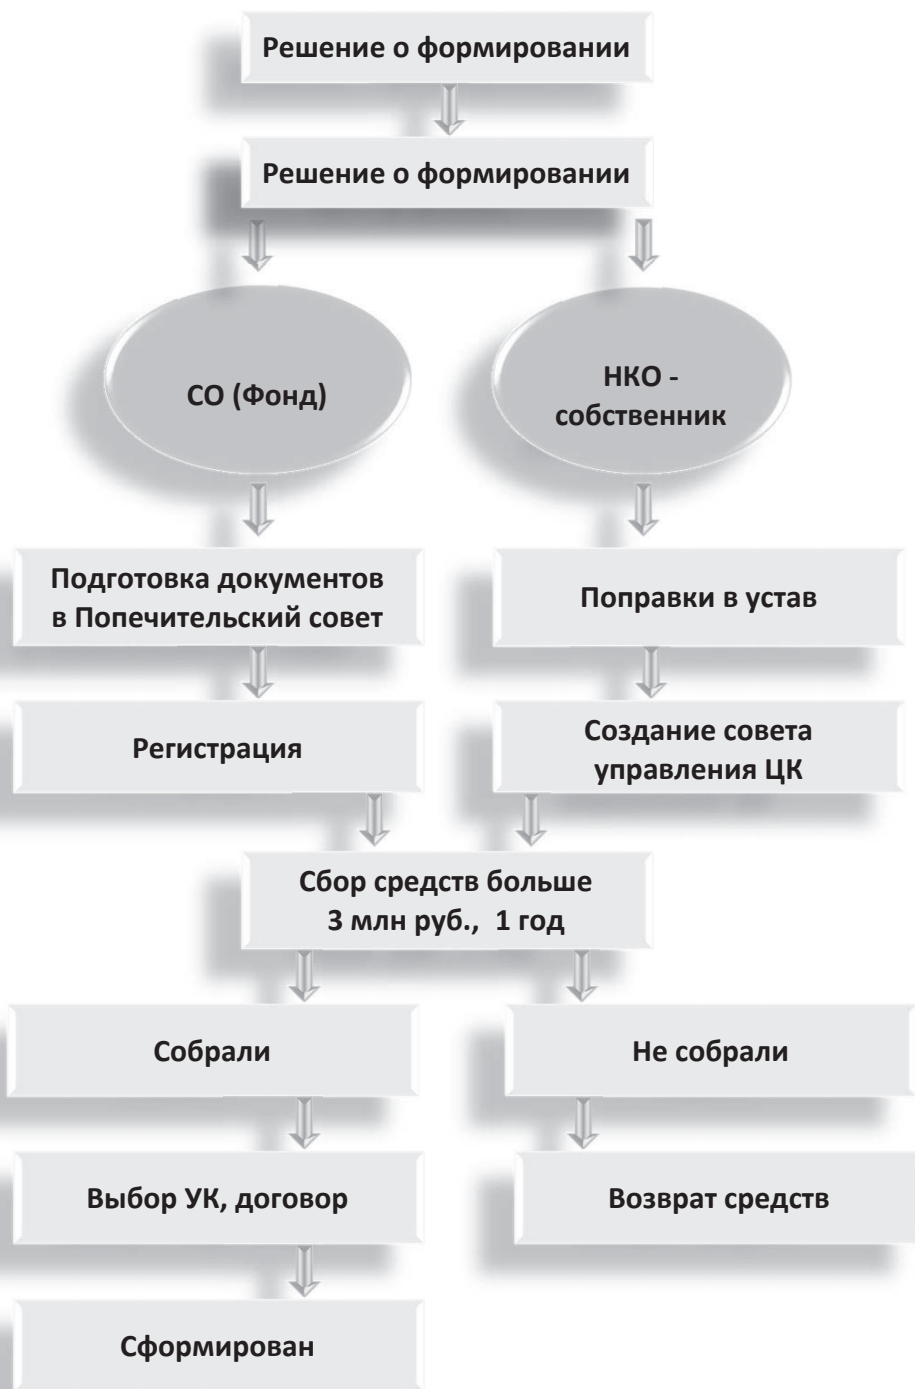 Решение о формировании
Решение о формировании
СО (Фонд)
НКО -
собственник
Подготовка документов
в Попечительский совет
Поправки в устав
Регистрация
Создание совета
управления ЦК
Сбор средств больше
3 млн руб., 1 год
Собрали
Не собрали
Выбор УК, договор
Возврат средств
Сформирован